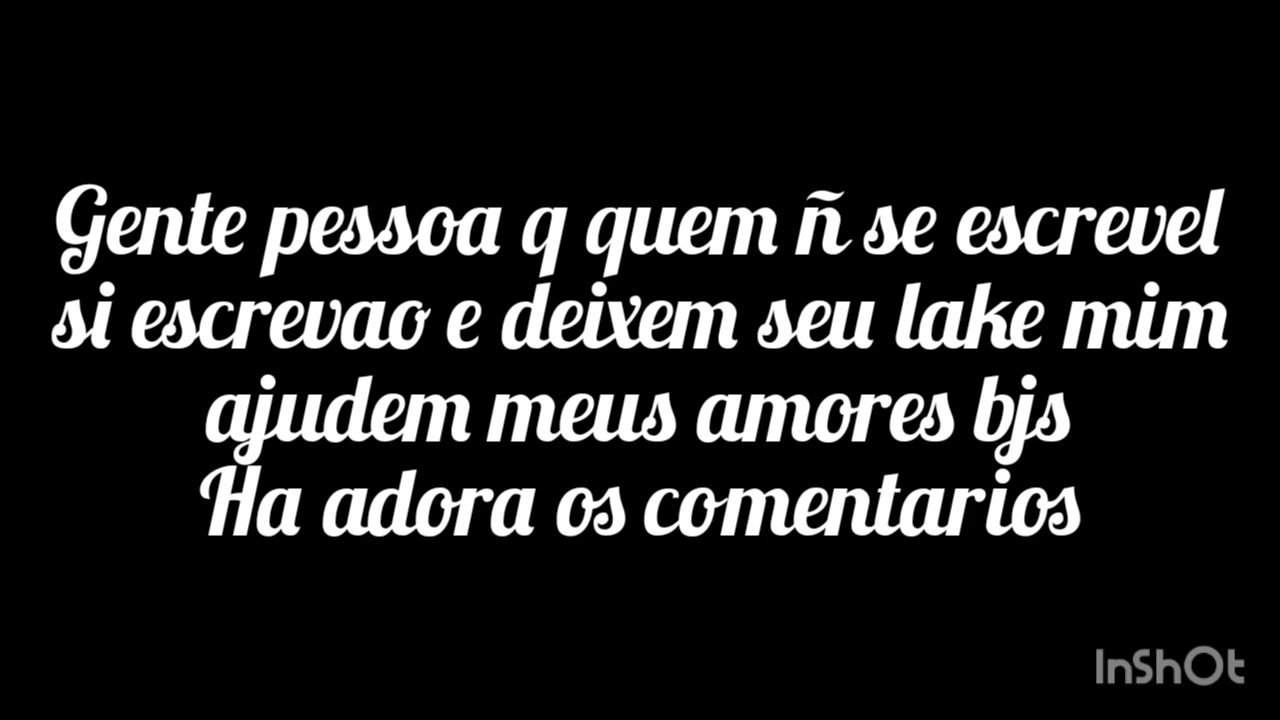 Gente pessoa q quem ñ se escrevel
si escrevao e deixem seu lake mim
ajudem meus amores bjs
Ha adora os comentarios
InShOt